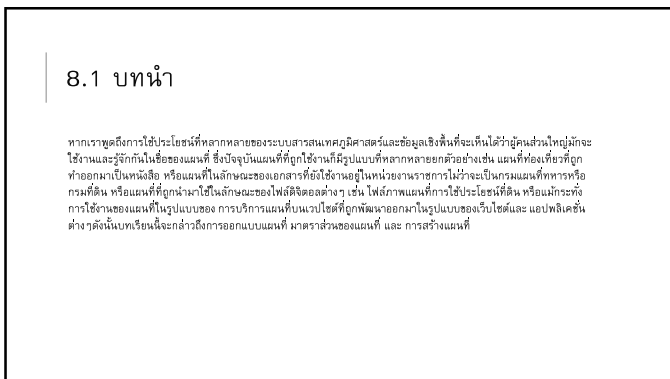 8.1 บทนำ
หากเราพูดถึงการใช้ประโยชน์ที่หลากหลายของระบบสารสนเทศภูมิศาสตร์และข้อมูลเชิงพื้นที่จะเห็นได้ว่าผู้คนส่วนใหญ่มักจะ
ใช้งานและรู้จักกันในชื่อของแผนที่ ซึ่งปัจจุบันแผนที่ที่ถูกใช้งานก็มีรูปแบบที่หลากหลายยกตัวอย่างเช่น แผนที่ท่องเที่ยวที่ถูก
ทำออกมาเป็นหนังสือ หรือแผนที่ในลักษณะของเอกสารที่ยังใช้งานอยู่ในหน่วยงานราชการไม่ว่าจะเป็นกรมแผนที่ทหารหรือ
กรมที่ดิน หรือแผนที่ที่ถูกนำมาใช้ในลักษณะของไฟล์ดิจิตอลต่างๆ เช่น ไฟล์ภาพแผนที่การใช้ประโยชน์ที่ดิน หรือแม้กระทั่ง
การใช้งานของแผนที่ในรูปแบบของ การบริการแผนที่บนเวปไซต์ที่ถูกพัฒนาออกมาในรูปแบบของเว็บไซต์และ แอปพลิเคชั่น
ต่างๆดังนั้นบทเรียนนี้จะกล่าวถึงการออกแบบแผนที่ มาตราส่วนของแผนที่ และ การสร้างแผนที่